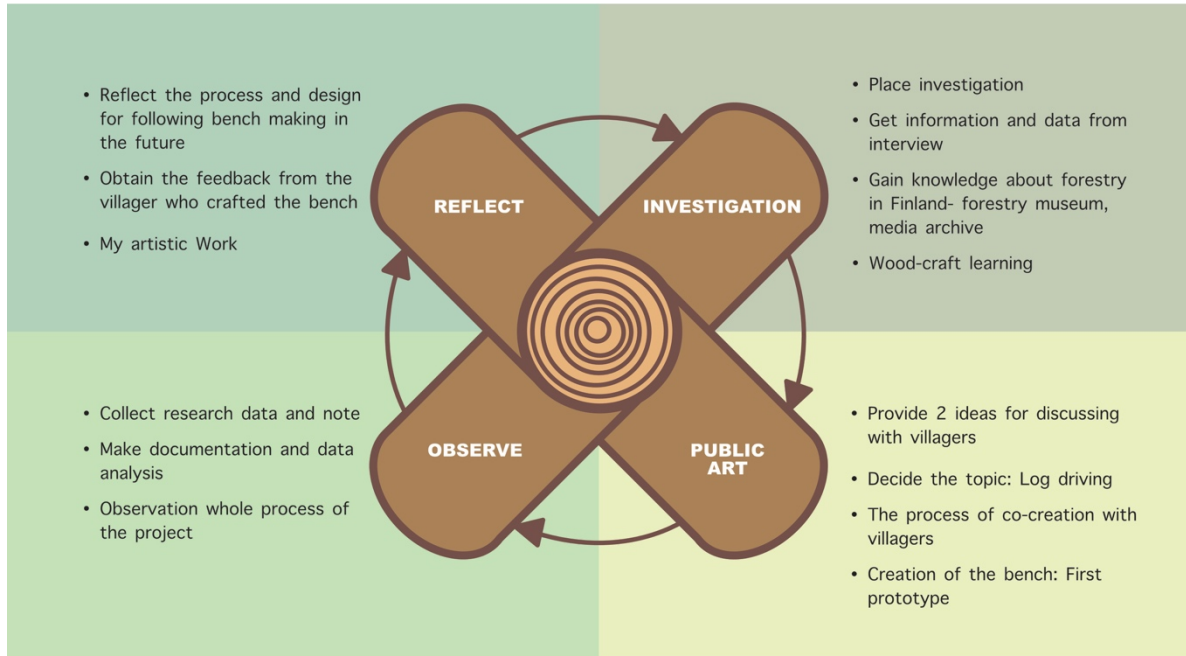 • Reflect the process and design
for following bench making in
the future
• Obtain the feedback from the
villager who crafted the bench
• My artistic Work
REFLECT
INVESTIGATION
• Place investigation
• Get information and data from
interview
• Gain knowledge about forestry
in Finland- forestry museum,
media archive
• Wood-craft learning
• Collect research data and note
• Make documentation and data
analysis
• Observation whole process of
the project
OBSERVE
PUBLIC
ART
• Provide 2 ideas for discussing
with villagers
• Decide the topic: Log driving
• The process of co-creation with
villagers
• Creation of the bench: First
prototype